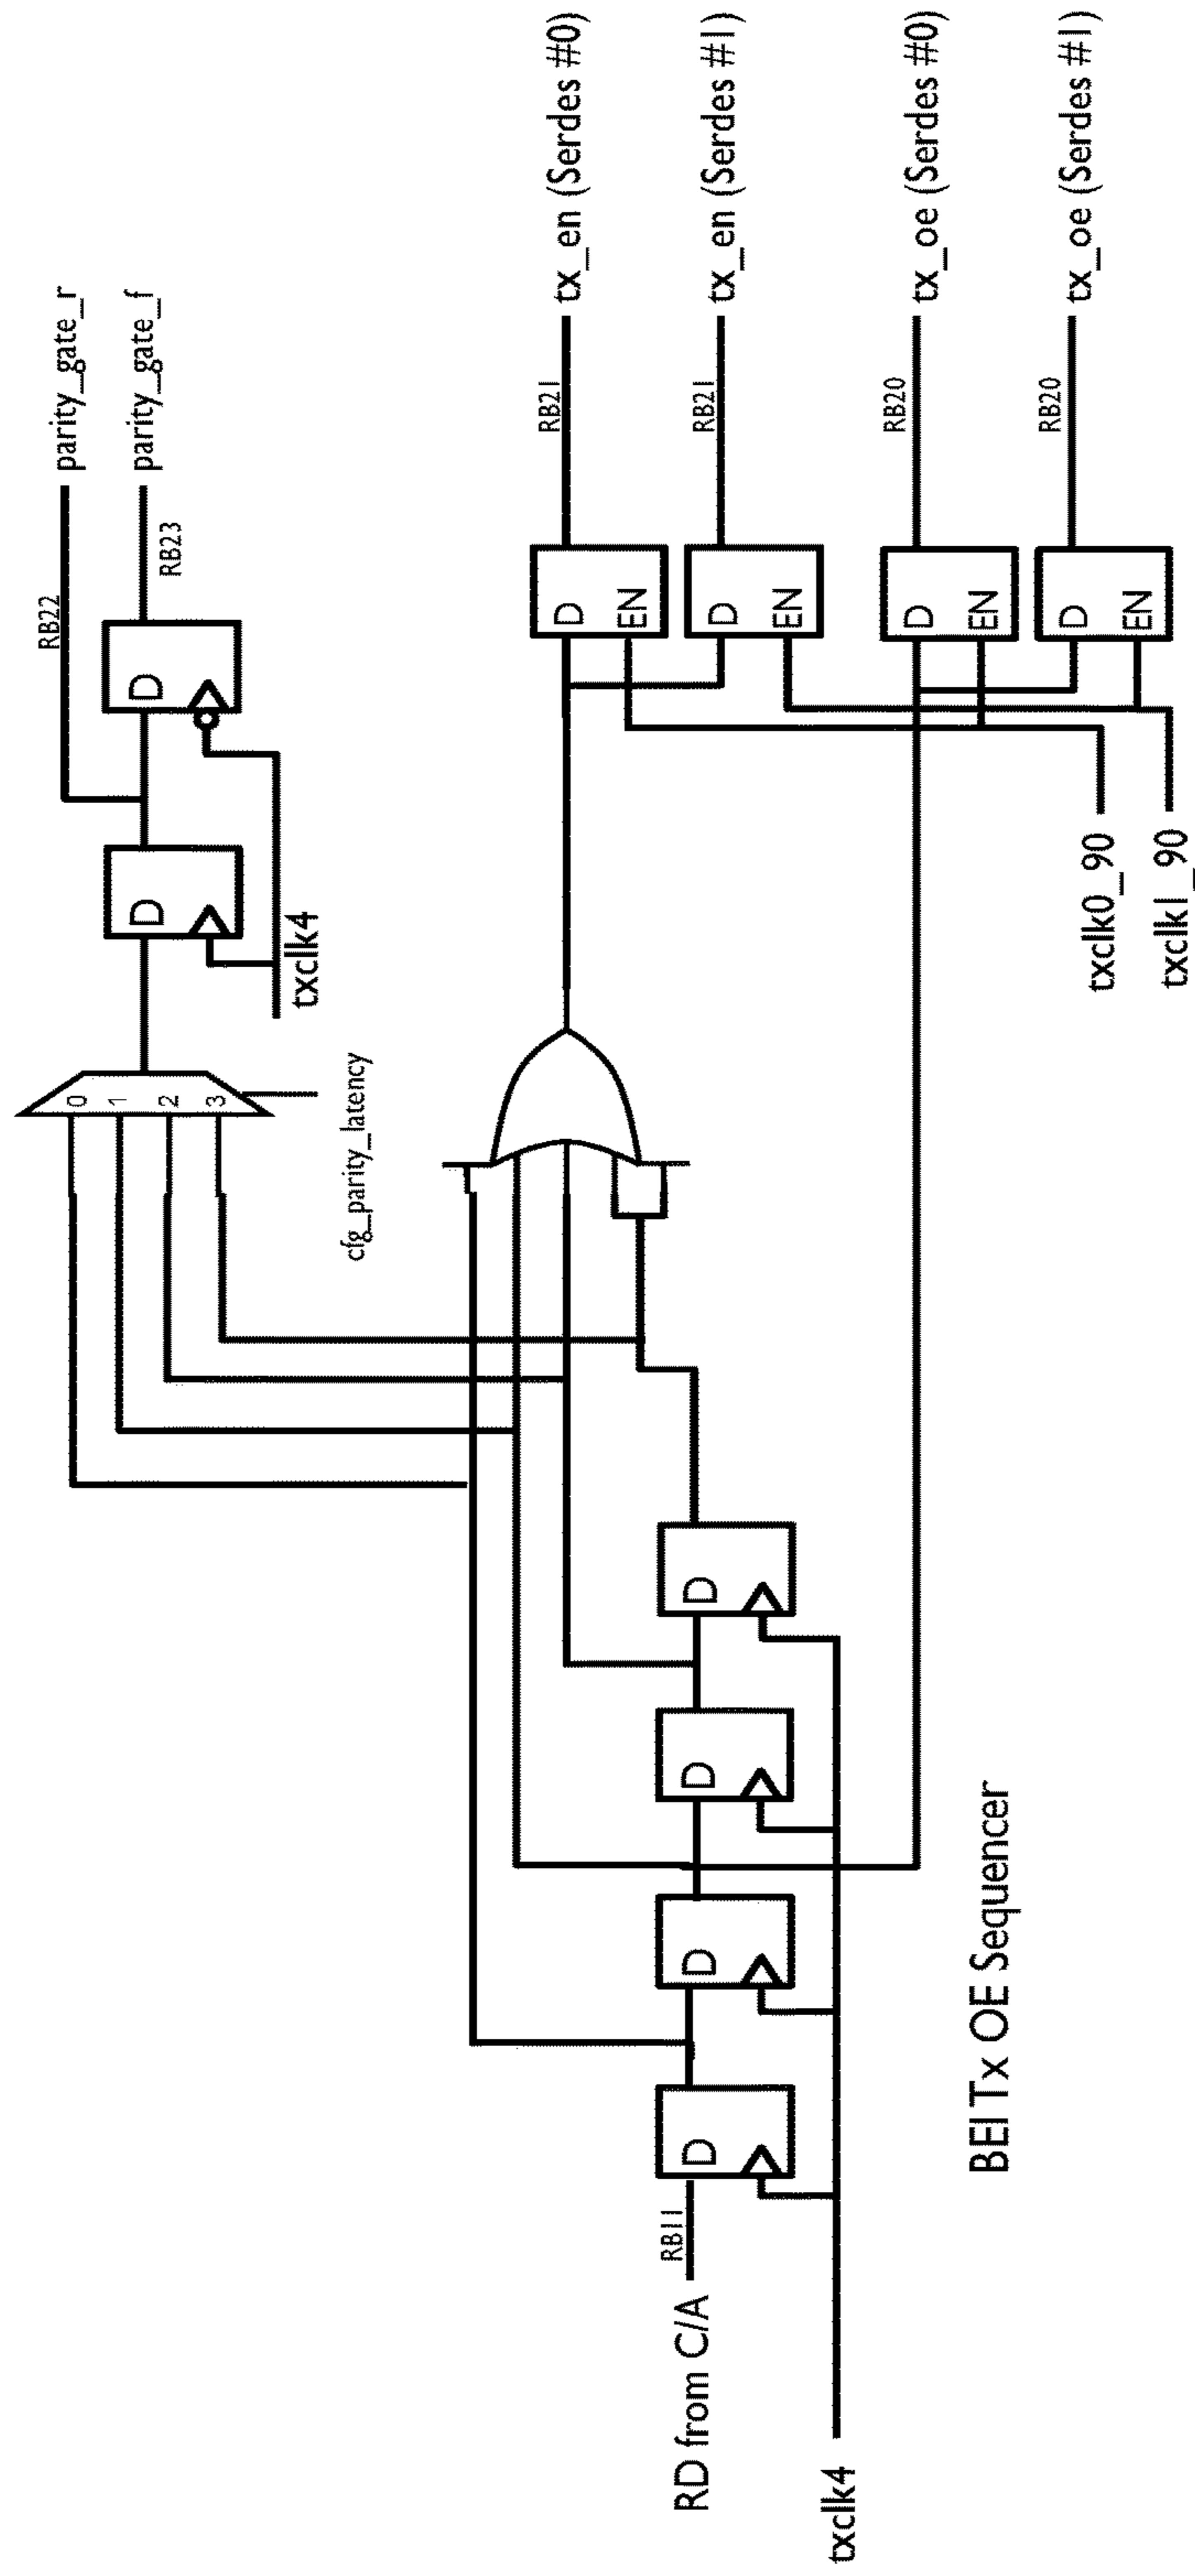 RB22
parity_gate_r
0
1
2
3
D
D
RB23
parity_gate_f
txclk4
cfg_parity_latency
RB21
tx_en (Serdes #0)
D
EN
RB21
tx_en (Serdes #1)
D
EN
RB11
RD from C/A
D
D
D
D
txclk4
RB20
tx_oe (Serdes #0)
D
EN
RB20
tx_oe (Serdes #1)
D
EN
txclk0_90
txclk1_90
BEI Tx OE Sequencer